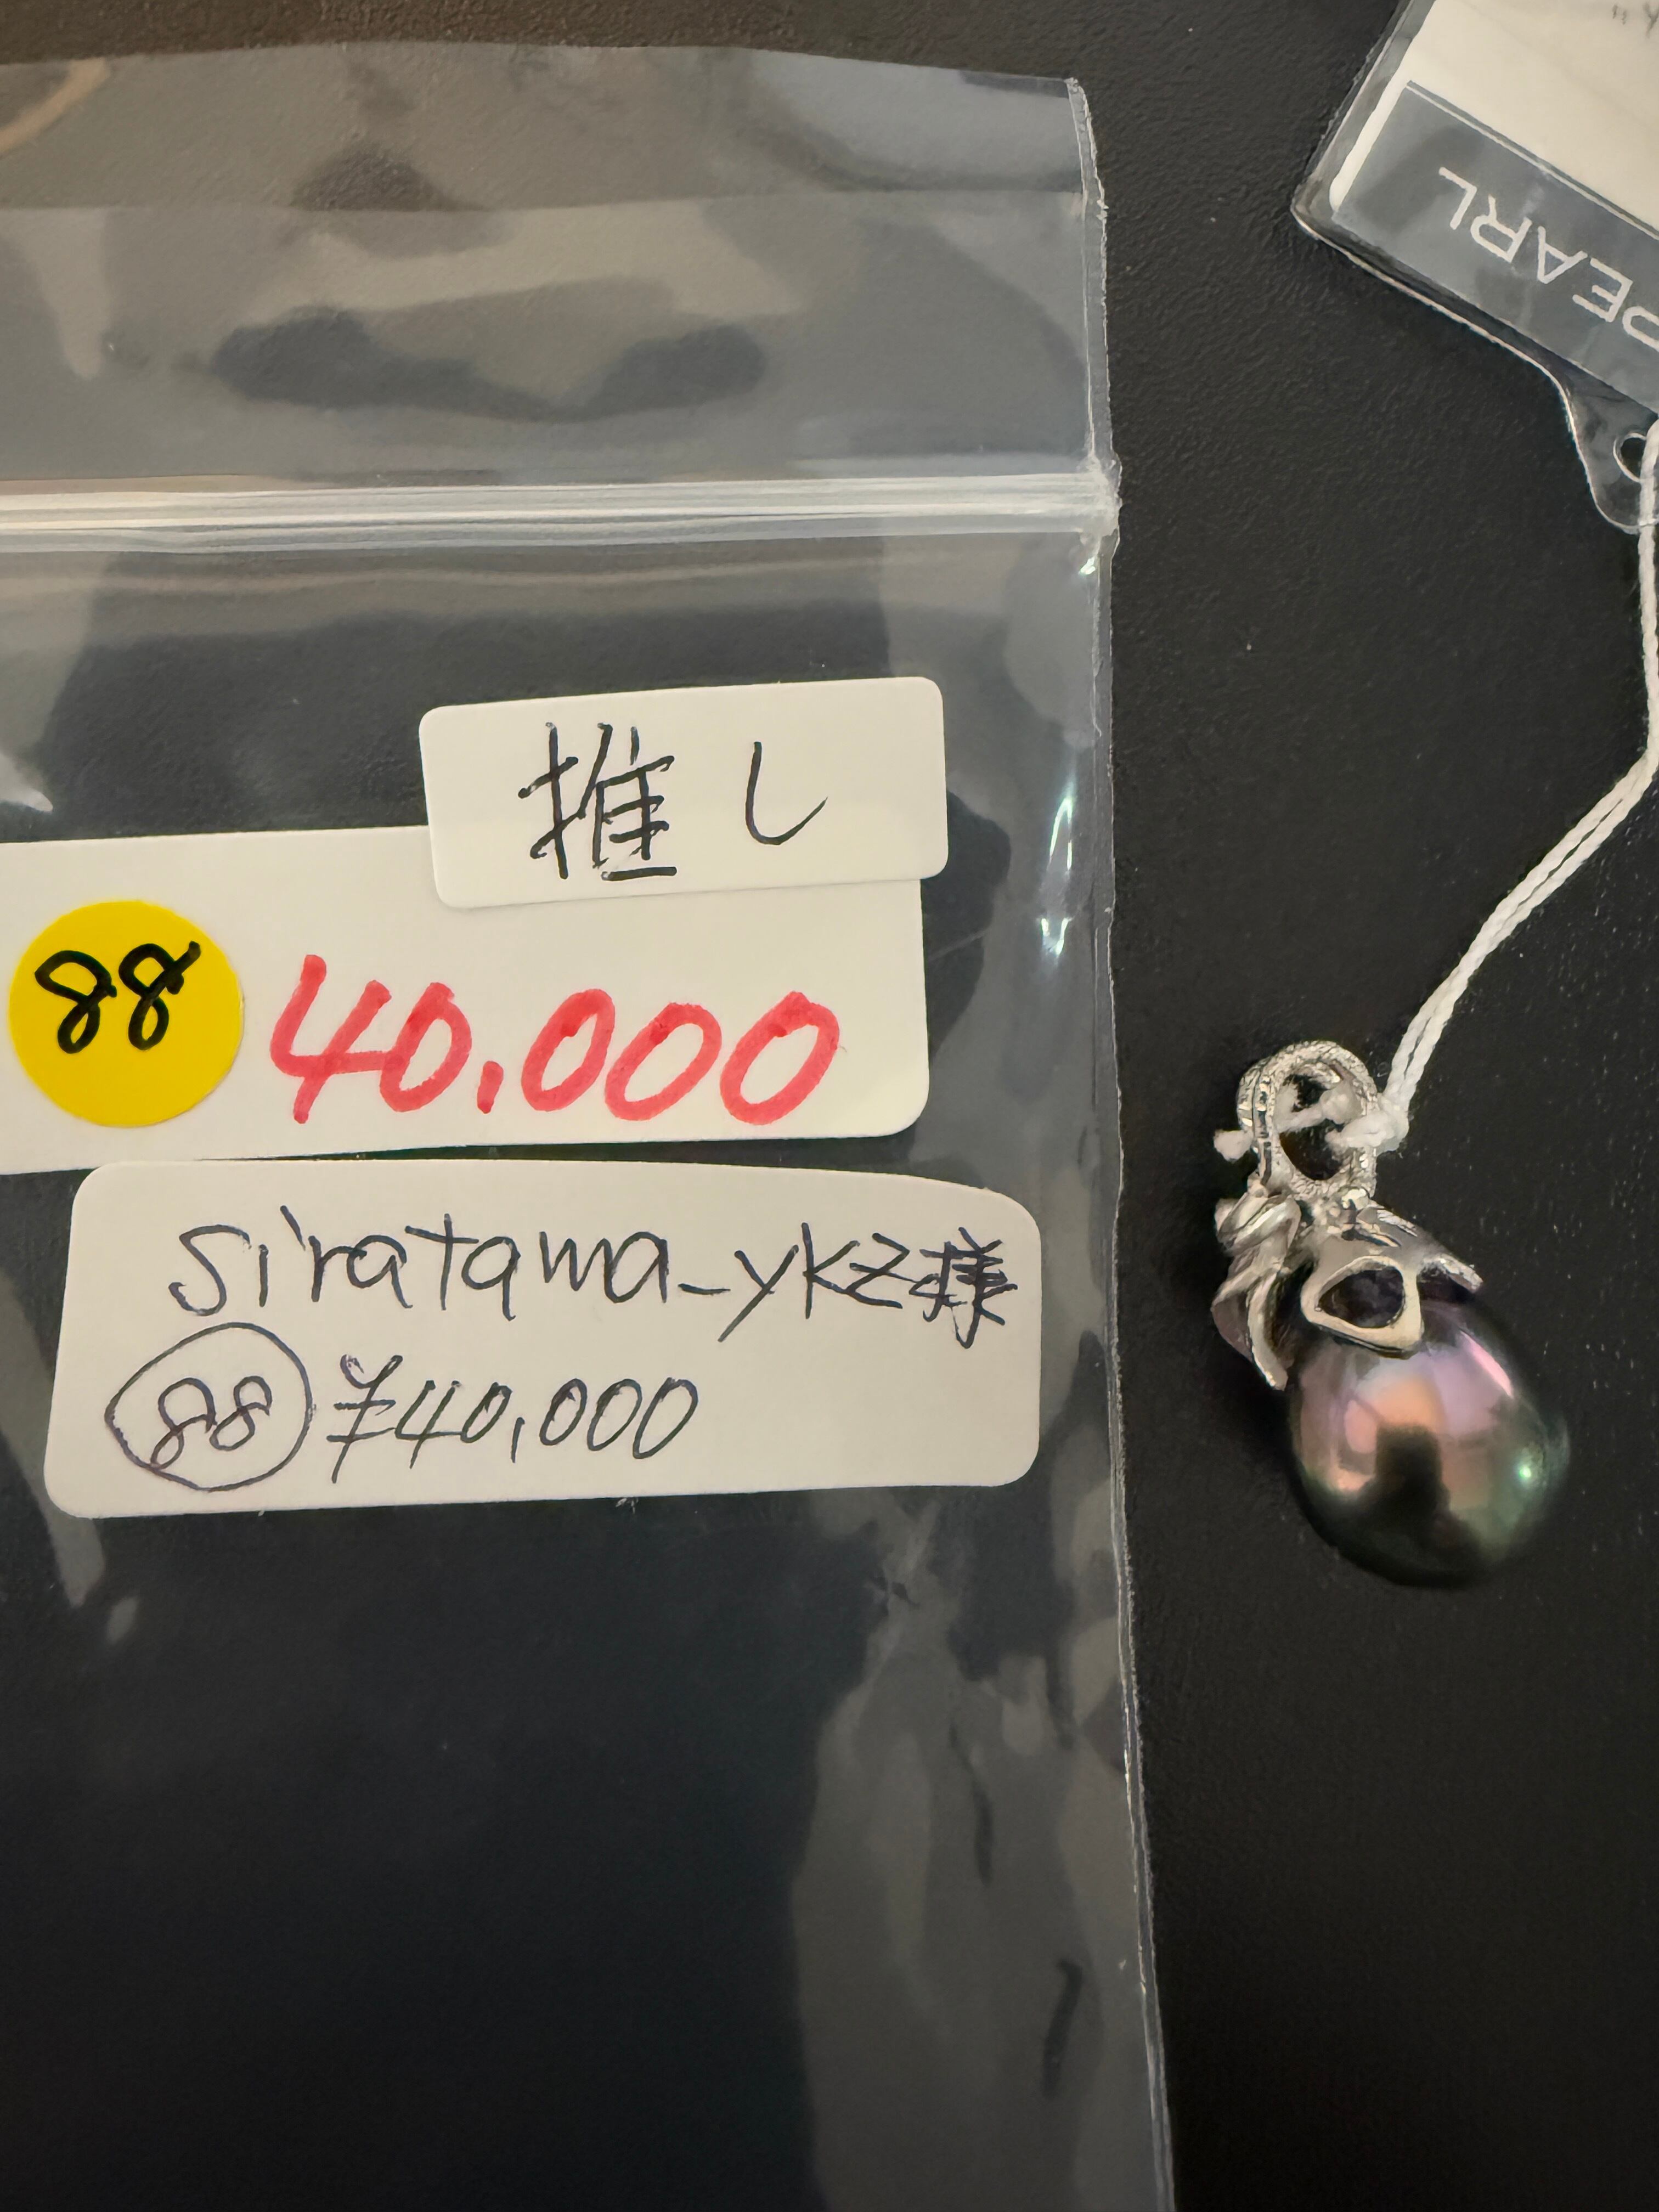 推し
88 40.000
siratama_ykz様
88 ¥40,000
PEARL